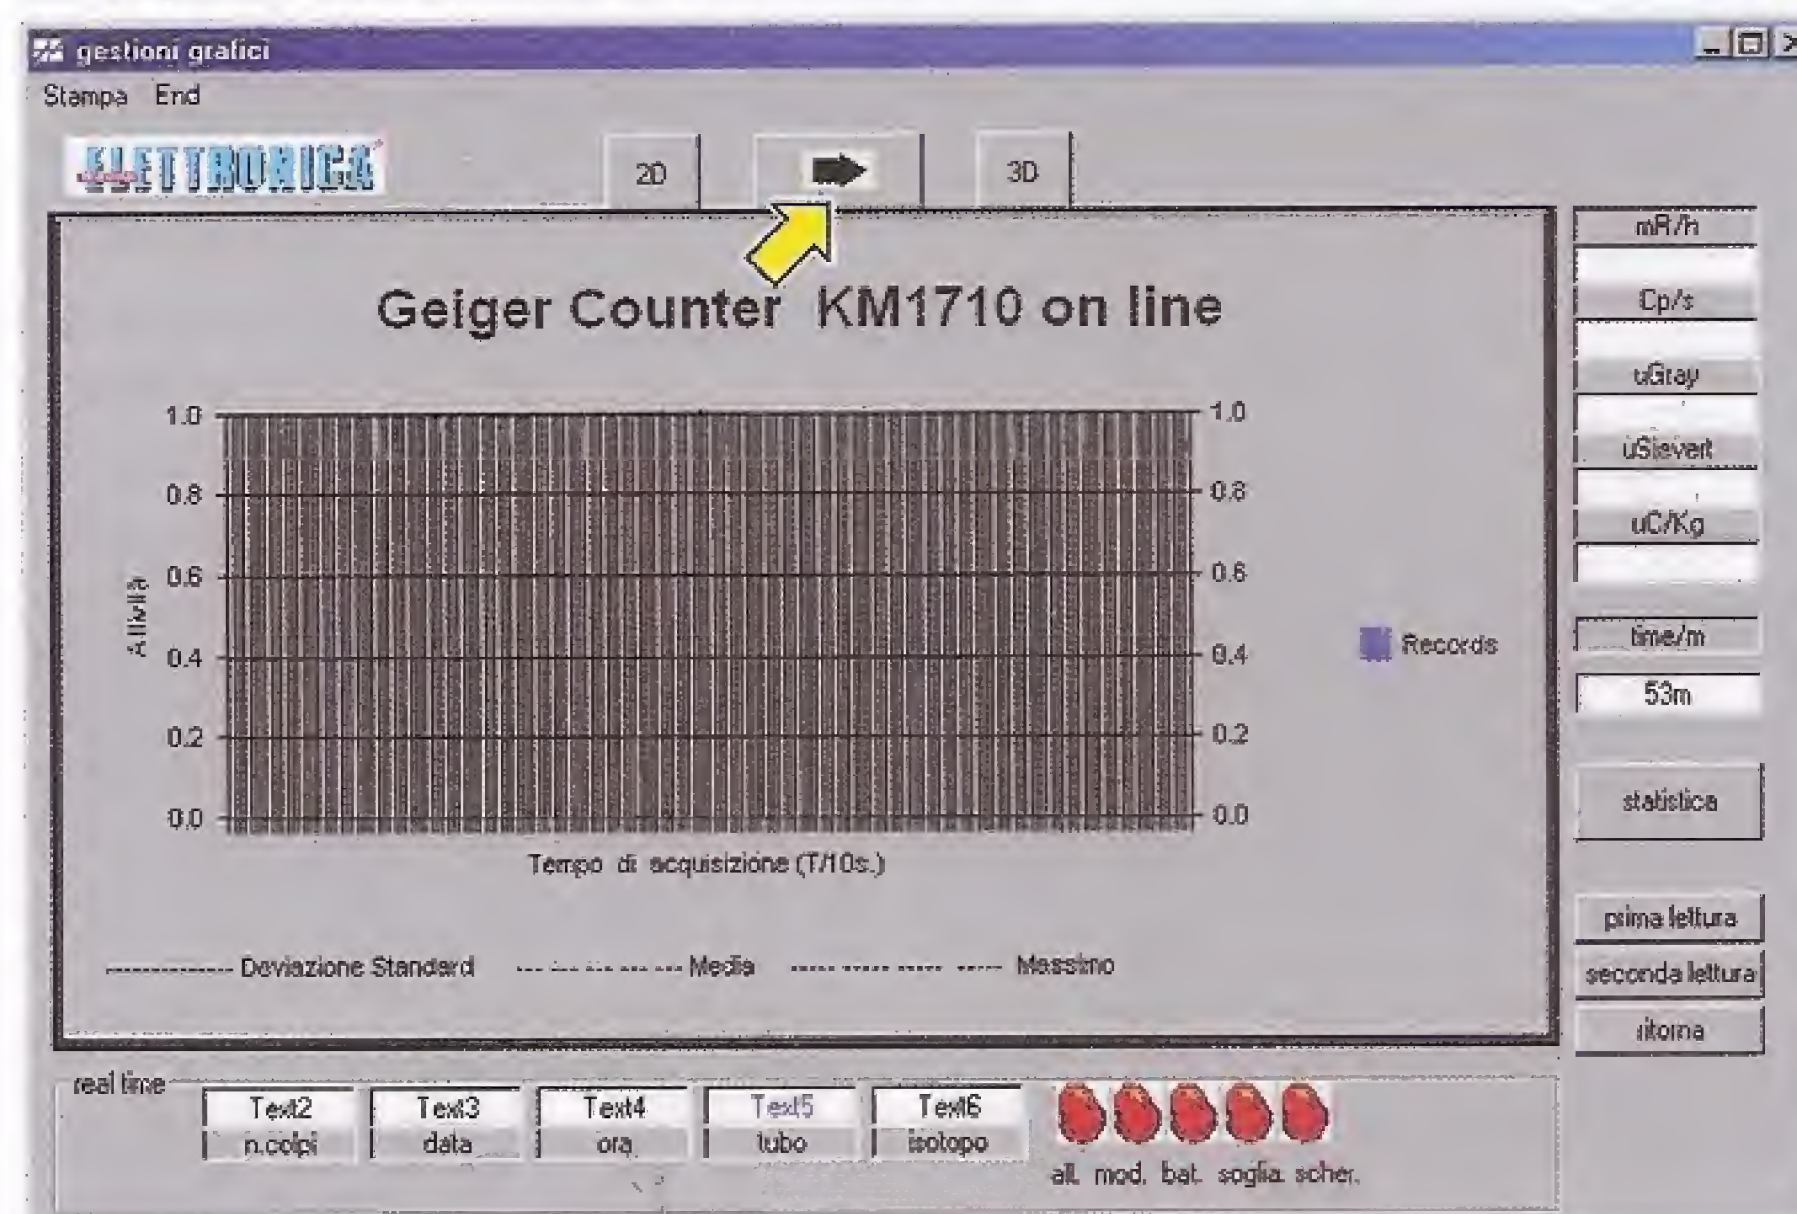 gestioni grafici
Stampa End
ELETTRONICA
2D
3D
Geiger Counter KM1710 on line
1.0
0.8
0.6
0.4
0.2
0.0
Attività
1.0
0.8
0.6
0.4
0.2
0.0
Tempo di acquisizione (T/10s.)
Records
Deviazione Standard
Media
Massimo
mR/h
Cp/s
uGray
uSievert
uC/Kg
time/m
53m
statistica
prima lettura
seconda lettura
ritorna
real time
Text2 Text3 Text4 Text5 Text6
n.colpi data ora tubo isotopo
all. mod. bat. soglia scher.